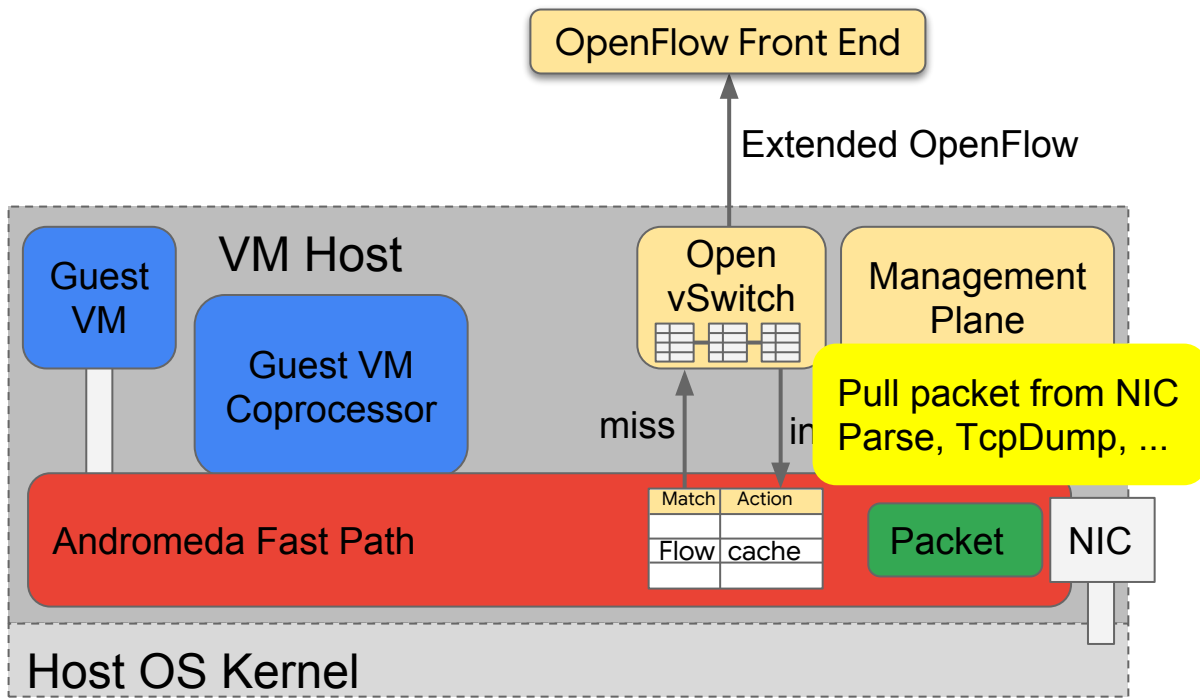 OpenFlow Front End
Extended OpenFlow
VM Host
Guest
VM
Guest VM
Coprocessor
Open
vSwitch
Management
Plane
miss
Pull packet from NIC
Parse, TcpDump, ...
Match Action
Flow cache
Andromeda Fast Path
Packet
NIC
Host OS Kernel